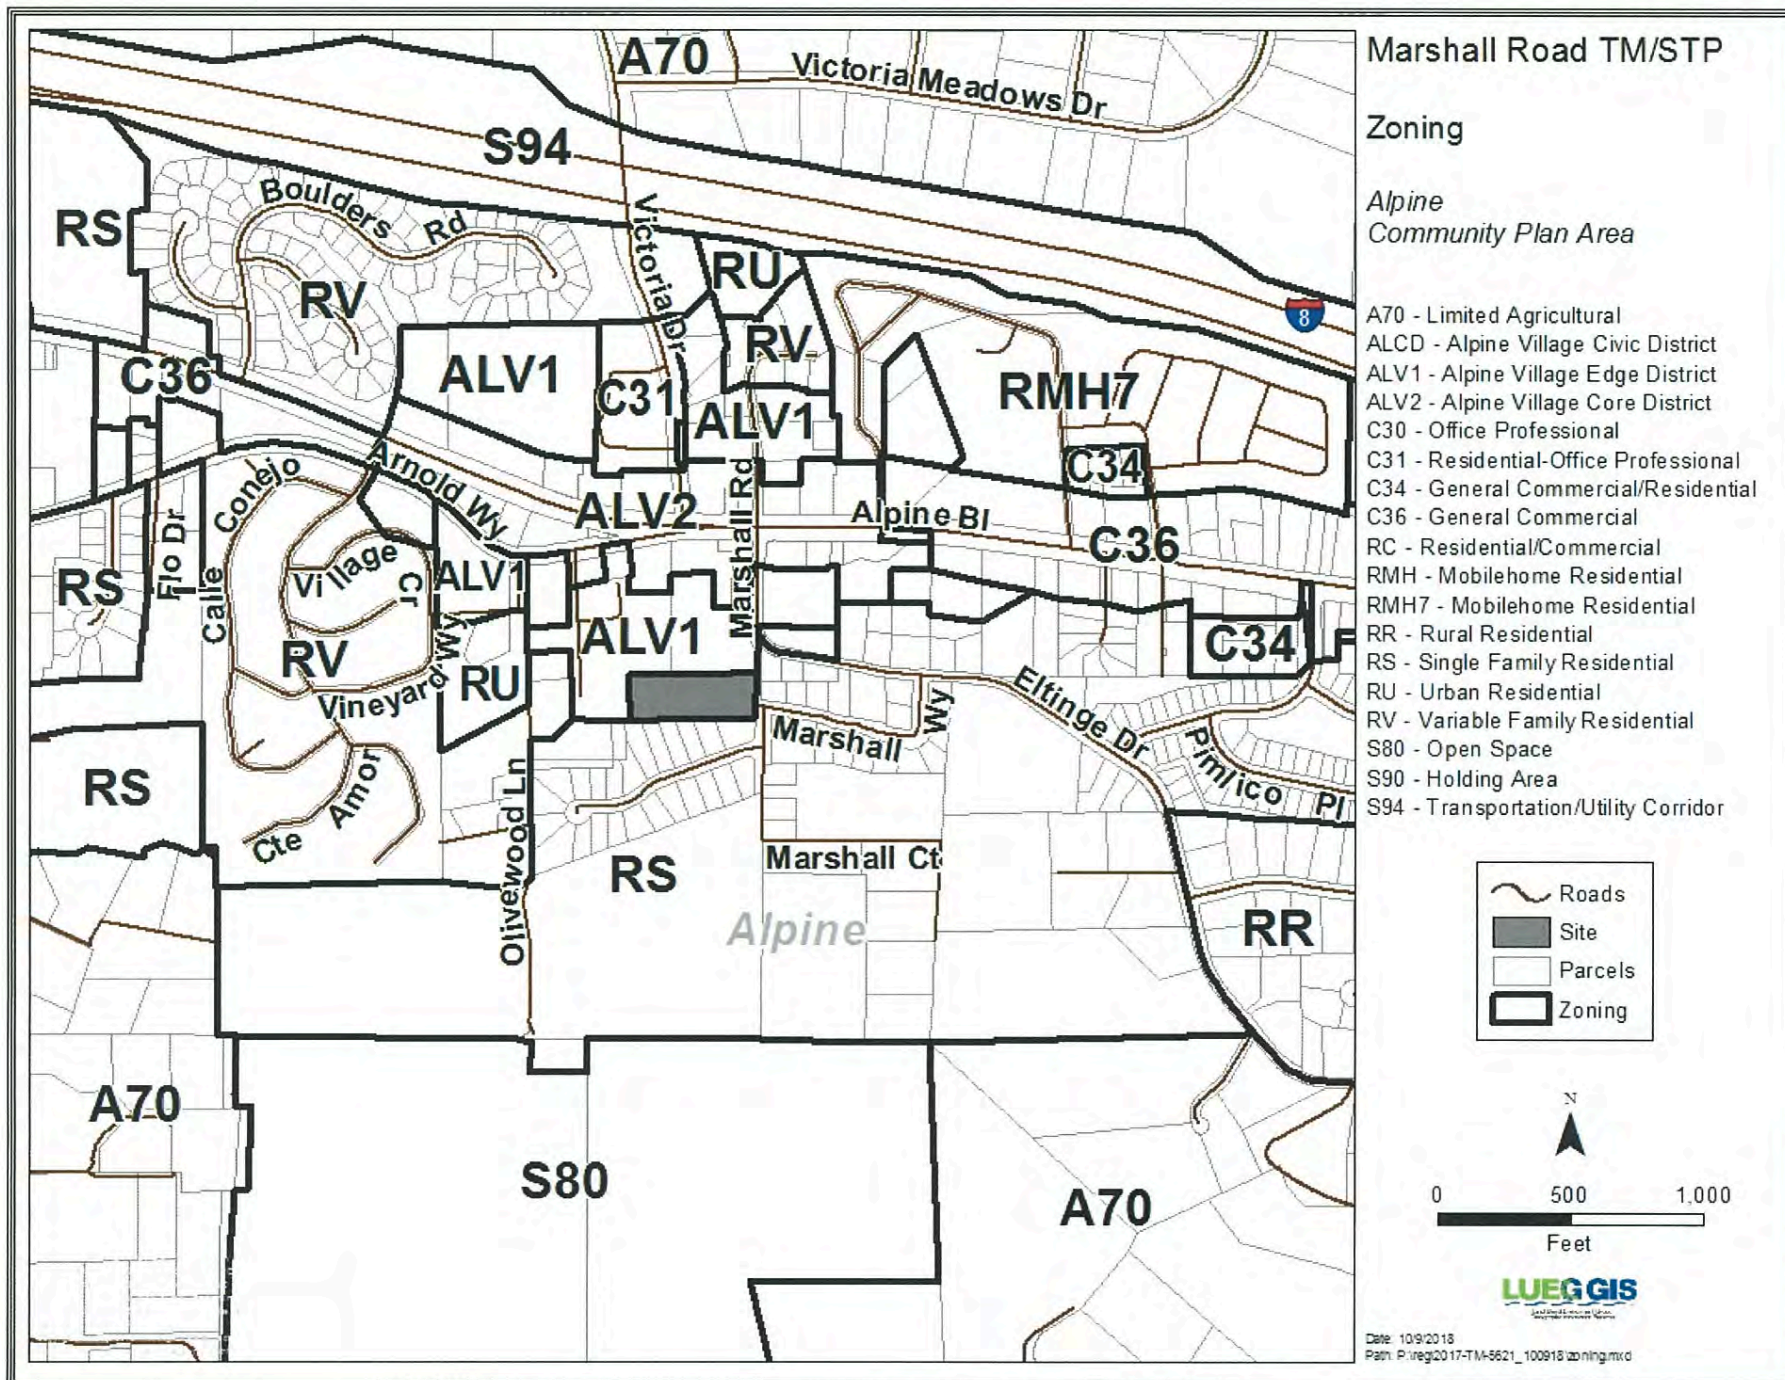 Marshall Road TM/STP
Zoning
Alpine
Community Plan Area
A70 - Limited Agricultural
ALCD - Alpine Village Civic District
ALV1 - Alpine Village Edge District
ALV2 - Alpine Village Core District
C30 - Office Professional
C31 - Residential-Office Professional
C34 - General Commercial/Residential
C36 - General Commercial
RC - Residential/Commercial
RMH - Mobilehome Residential
RMH7 - Mobilehome Residential
RR - Rural Residential
RS - Single Family Residential
RU - Urban Residential
RV - Variable Family Residential
S80 - Open Space
S90 - Holding Area
S94 - Transportation/Utility Corridor
Roads
Site
Parcels
Zoning
N
0 500 1,000
Feet
LUEG GIS
Date: 10/9/2018
Path: P:\regi2017-TM-5621_100918\zoning.mxd
A70
Victoria Meadows Dr
S94
8
RS
Boulders Rd
RV
Victoria Dr
RU
RV
C36
ALV1
C31
ALV1
RMH7
C34
Arnold Wy
ALV2
Marshall Rd
Alpine Bl
C36
Calle Conejo
Flo Dr
RS
Village Cr
ALV1
RV
Vineyard Wy
RU
ALV1
C34
Eltinge Dr
Marshall Wy
Pimlico Pl
RS
Cte Amor
Olivewood Ln
RS
Marshall Ct
Alpine
RR
A70
S80
A70